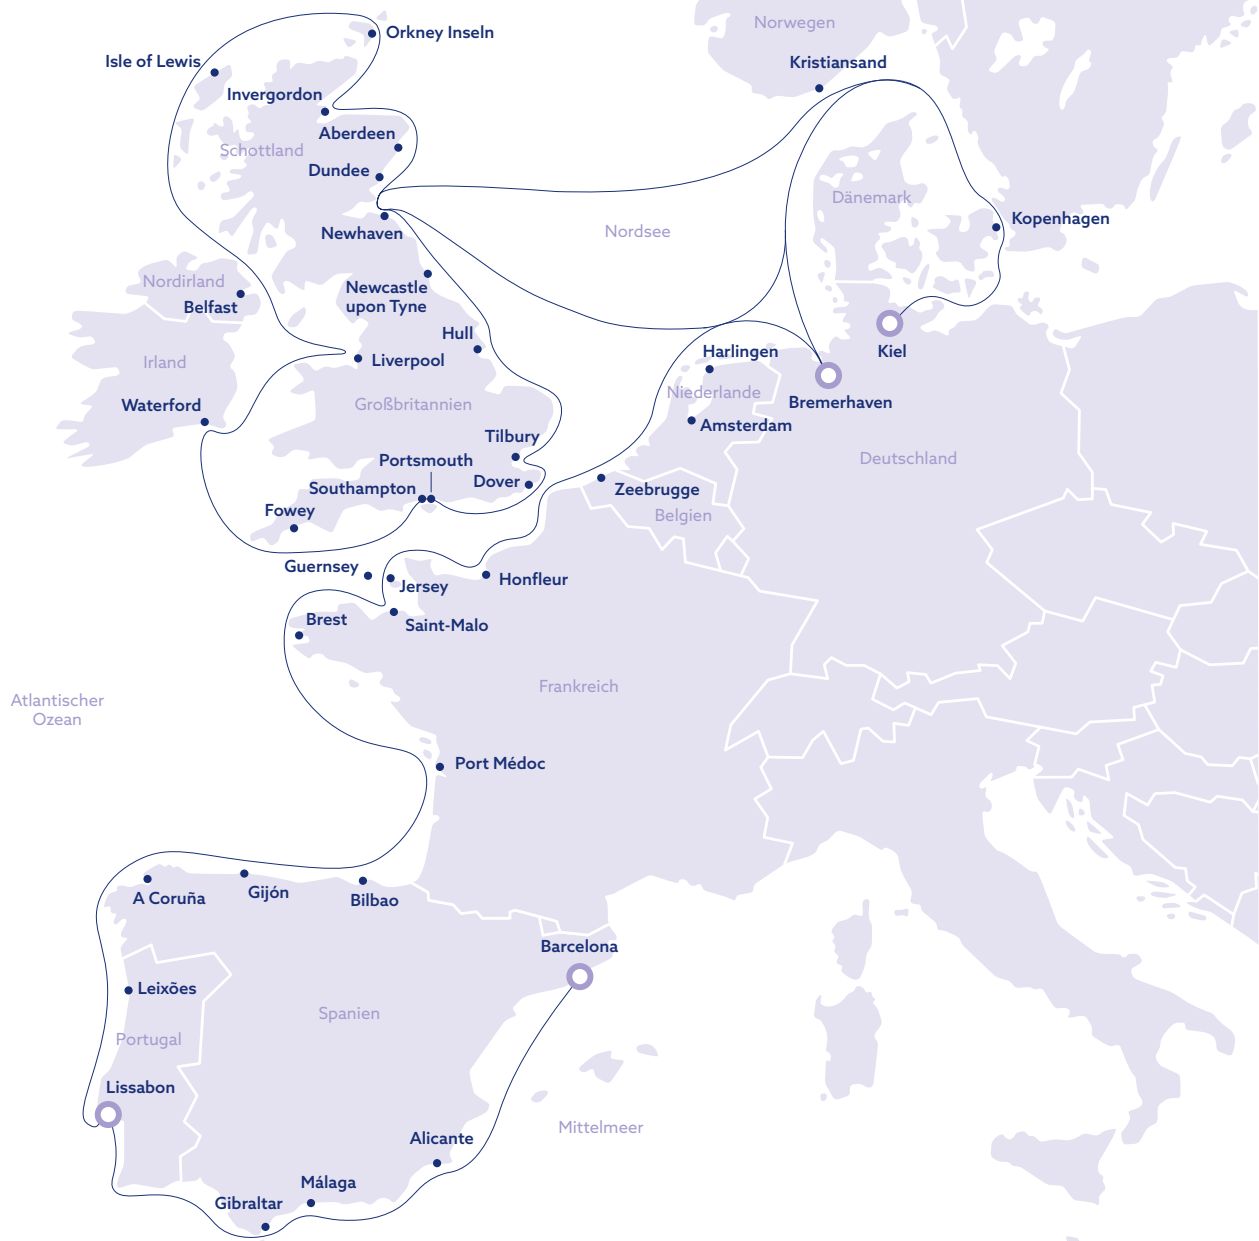 Norwegen
Orkney Inseln
Isle of Lewis
Kristiansand
Invergordon
Aberdeen
Schottland
Dundee
Dänemark
Kopenhagen
Newhaven
Nordsee
Nordirland
Newcastle
upon Tyne
Belfast
Hull
Kiel
Harlingen
Liverpool
Irland
Niederlande
Bremerhaven
Waterford
Großbritannien
Amsterdam
Tilbury
Portsmouth
Deutschland
Dover
Southampton
Zeebrugge
Fowey
Belgien
Guernsey
Jersey
Honfleur
Brest
Saint-Malo
Frankreich
Atlantischer
Ozean
Port Médoc
A Coruña
Gijón
Bilbao
Barcelona
Leixões
Spanien
Portugal
Lissabon
Mittelmeer
Alicante
Málaga
Gibraltar